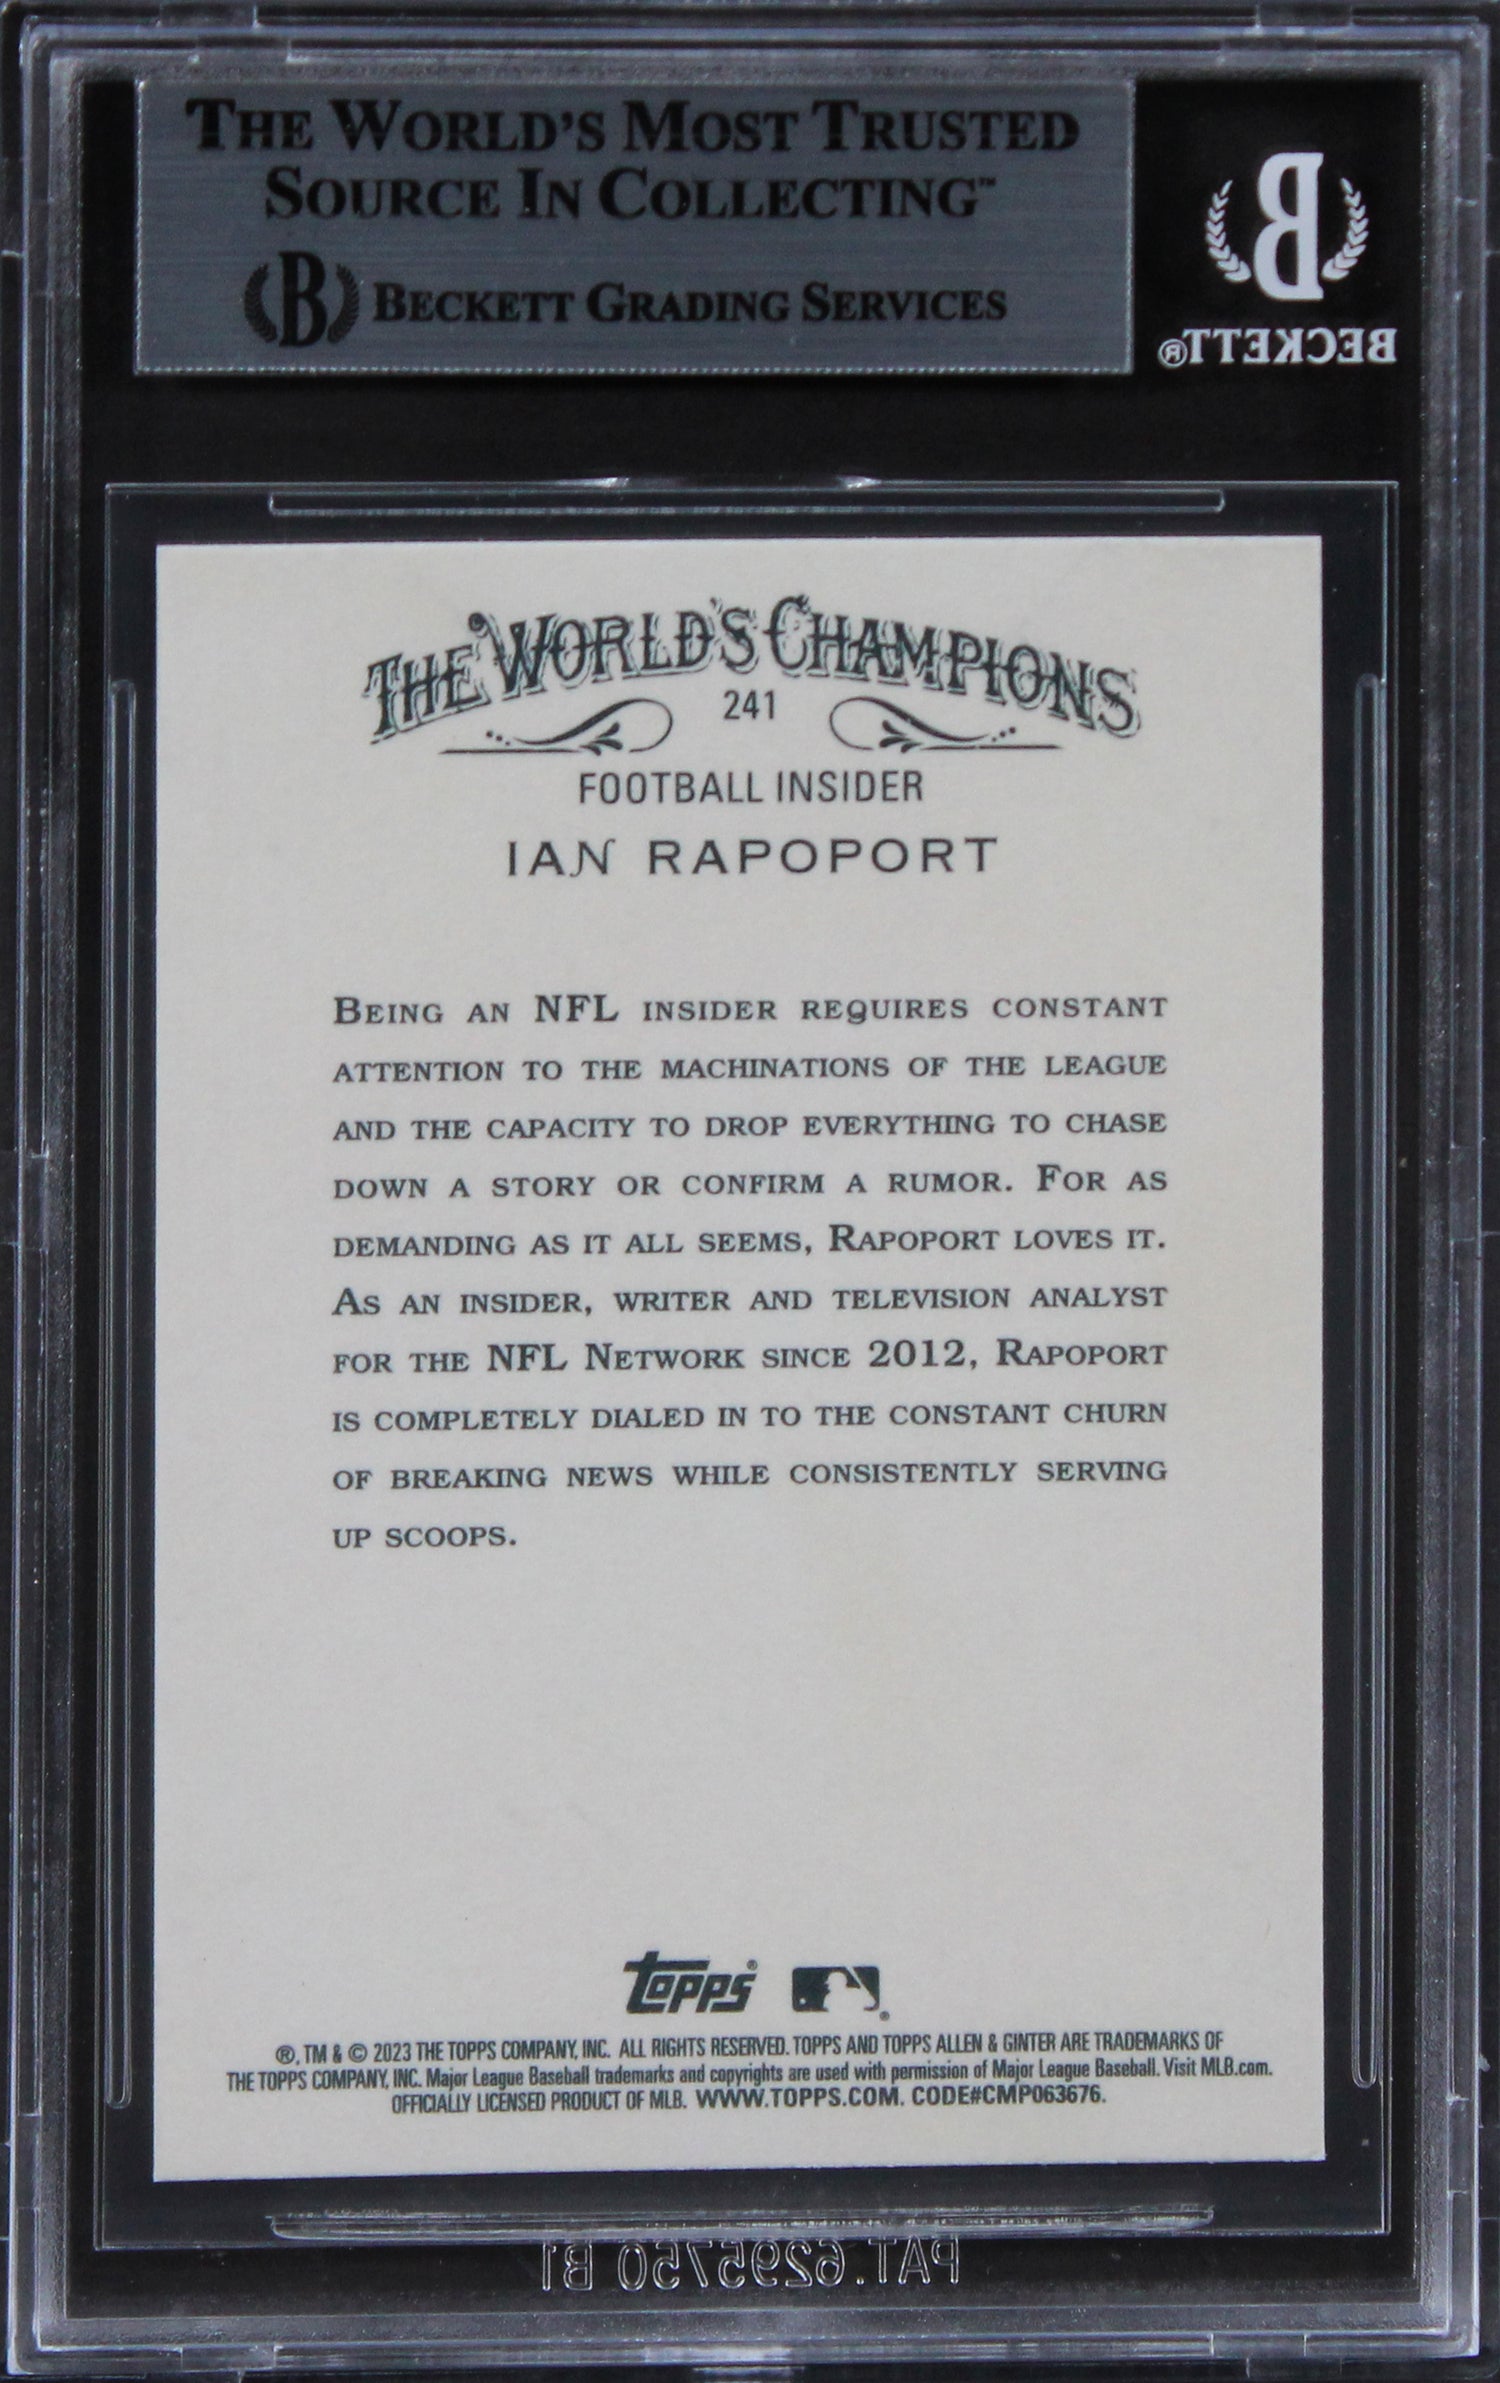 THE WORLD'S MOST TRUSTED
SOURCE IN COLLECTING™
B BECKETT GRADING SERVICES
B
BECKETT®
THE WORLD'S CHAMPIONS
241
FOOTBALL INSIDER
IAN RAPOPORT
BEING AN NFL INSIDER REQUIRES CONSTANT
ATTENTION TO THE MACHINATIONS OF THE LEAGUE
AND THE CAPACITY TO DROP EVERYTHING TO CHASE
DOWN A STORY OR CONFIRM A RUMOR. FOR AS
DEMANDING AS IT ALL SEEMS, RAPOPORT LOVES IT.
AS AN INSIDER, WRITER AND TELEVISION ANALYST
FOR THE NFL NETWORK SINCE 2012, RAPOPORT
IS COMPLETELY DIALED IN TO THE CONSTANT CHURN
OF BREAKING NEWS WHILE CONSISTENTLY SERVING
UP SCOOPS.
Topps®
®, TM & © 2023 THE TOPPS COMPANY, INC. ALL RIGHTS RESERVED. TOPPS AND TOPPS ALLEN & GINTER ARE TRADEMARKS OF
THE TOPPS COMPANY, INC. Major League Baseball trademarks and copyrights are used with permission of Major League Baseball. Visit MLB.com.
OFFICIALLY LICENSED PRODUCT OF MLB. WWW.TOPPS.COM. CODE#CMP063676.
PAT.6295750 B1